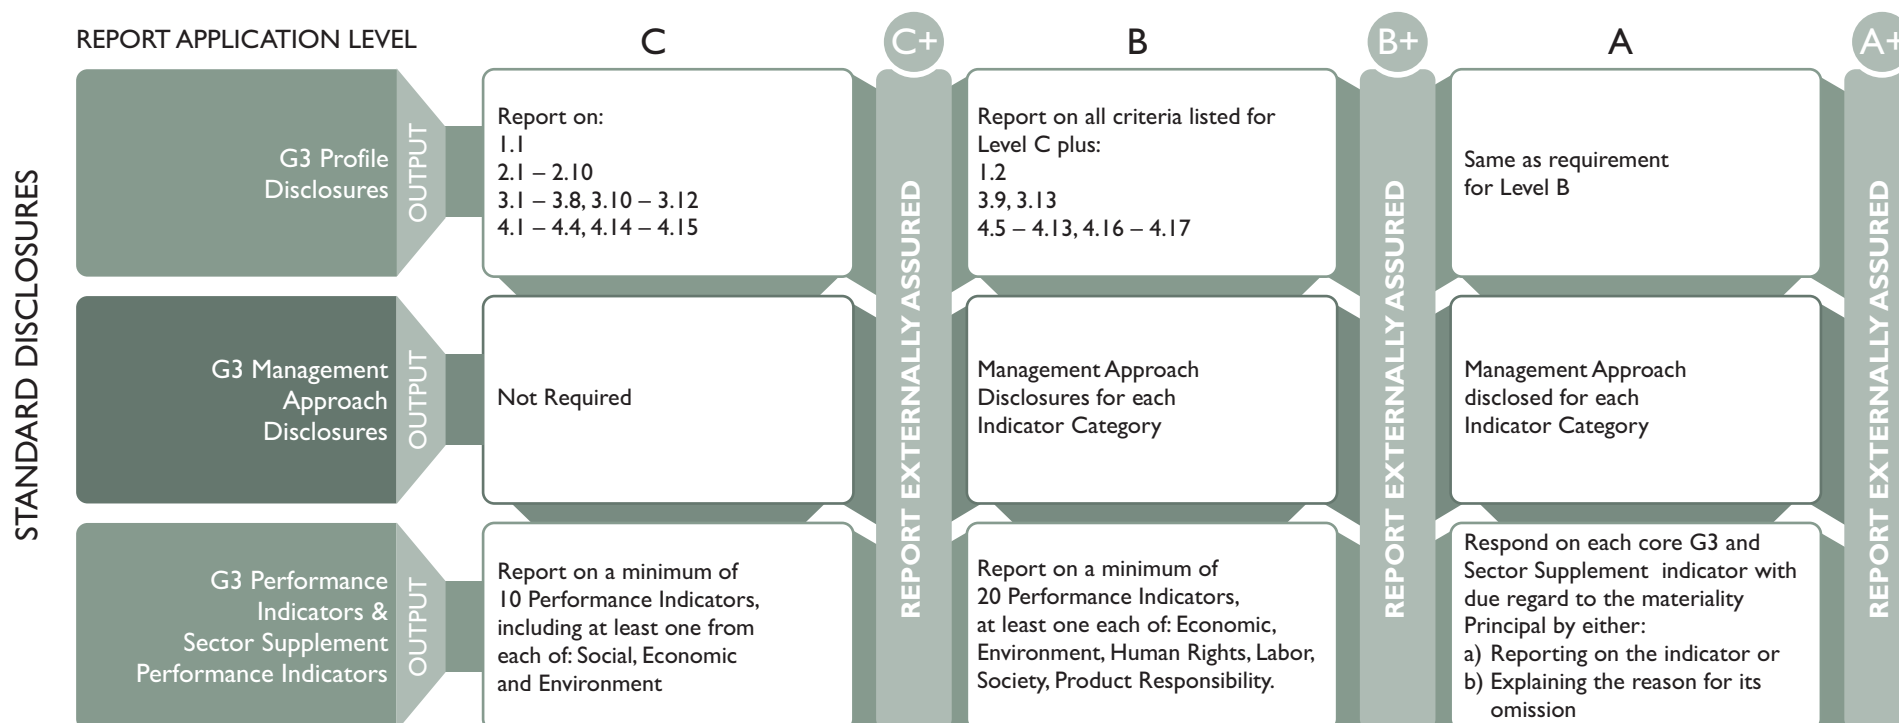 REPORT APPLICATION LEVEL
C
C+
B
B+
A
A+
STANDARD DISCLOSURES
G3 Profile
Disclosures
OUTPUT
Report on:
1.1
2.1 – 2.10
3.1 – 3.8, 3.10 – 3.12
4.1 – 4.4, 4.14 – 4.15
REPORT EXTERNALLY ASSURED
Report on all criteria listed for
Level C plus:
1.2
3.9, 3.13
4.5 – 4.13, 4.16 – 4.17
REPORT EXTERNALLY ASSURED
Same as requirement
for Level B
REPORT EXTERNALLY ASSURED
G3 Management
Approach
Disclosures
OUTPUT
Not Required
Management Approach
Disclosures for each
Indicator Category
Management Approach
disclosed for each
Indicator Category
G3 Performance
Indicators &
Sector Supplement
Performance Indicators
OUTPUT
Report on a minimum of
10 Performance Indicators,
including at least one from
each of: Social, Economic
and Environment
Report on a minimum of
20 Performance Indicators,
at least one each of: Economic,
Environment, Human Rights, Labor,
Society, Product Responsibility.
Respond on each core G3 and
Sector Supplement indicator with
due regard to the materiality
Principal by either:
a) Reporting on the indicator or
b) Explaining the reason for its
omission